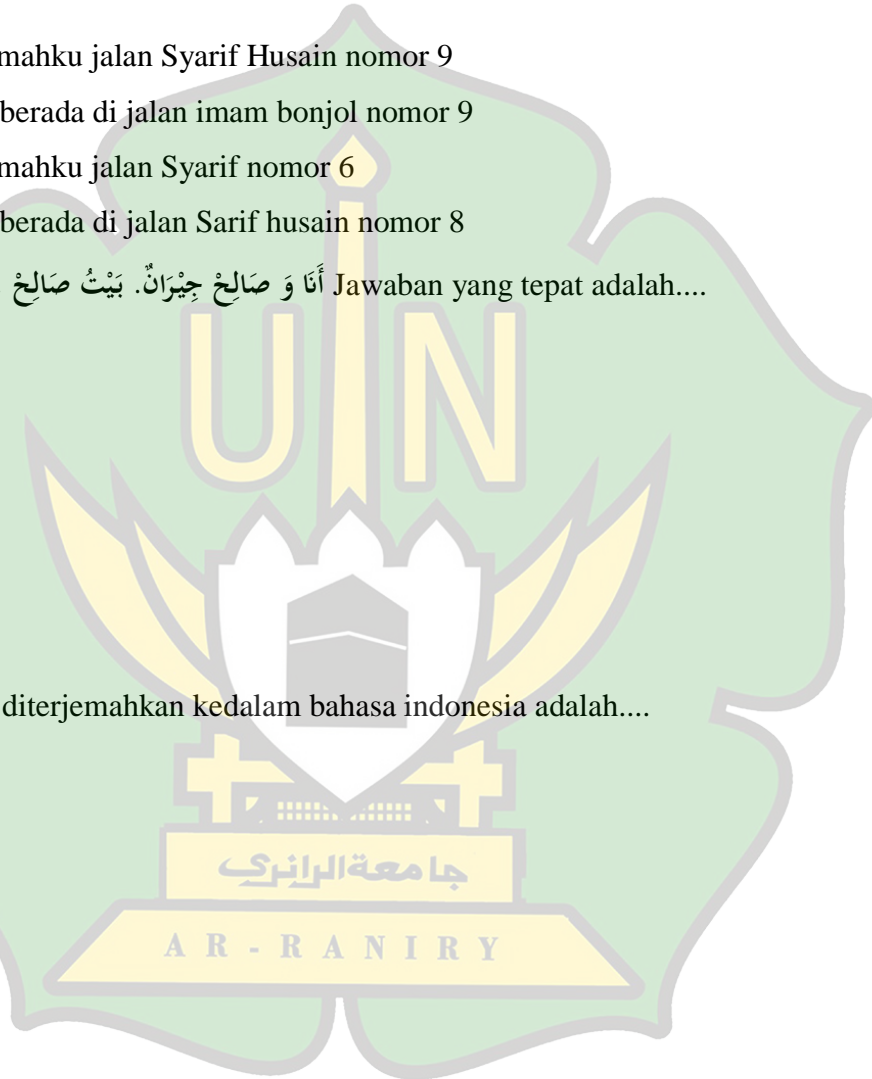 mahku jalan Syarif Husain nomor 9
berada di jalan imam bonjol nomor 9
mahku jalan Syarif nomor 6
berada di jalan Sarif husain nomor 8
أَنَا وَ صَالِحْ جِيْرَانٌ. بَيْتُ صَالِحْ Jawaban yang tepat adalah....
UIN
diterjemahkan kedalam bahasa indonesia adalah....
جامعة الرانري
AR-RANIRY